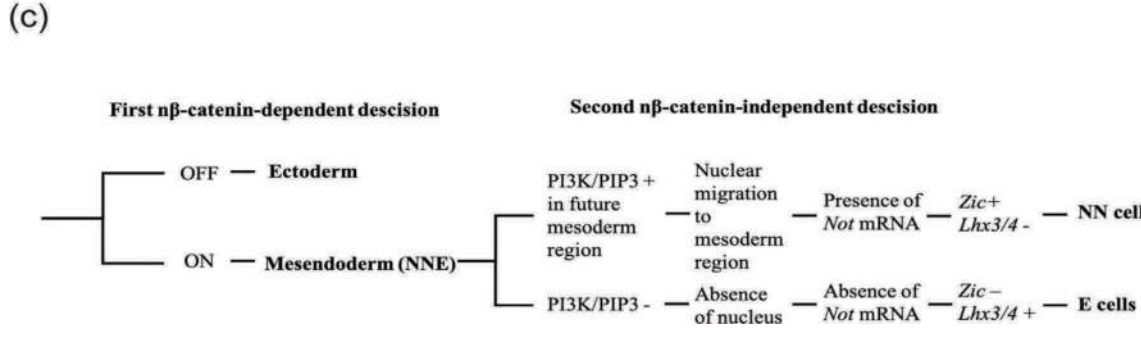 (c)
First nβ-catenin-dependent descision
Second nβ-catenin-independent descision
OFF — Ectoderm
ON — Mesendoderm (NNE)
PI3K/PIP3 +
in future
mesoderm
region
Nuclear
migration
to
mesoderm
region
Presence of
Not mRNA
Zic+
Lhx3/4 -
NN cell
PI3K/PIP3 -
Absence
of nucleus
Absence of
Not mRNA
Zic –
Lhx3/4 +
E cells